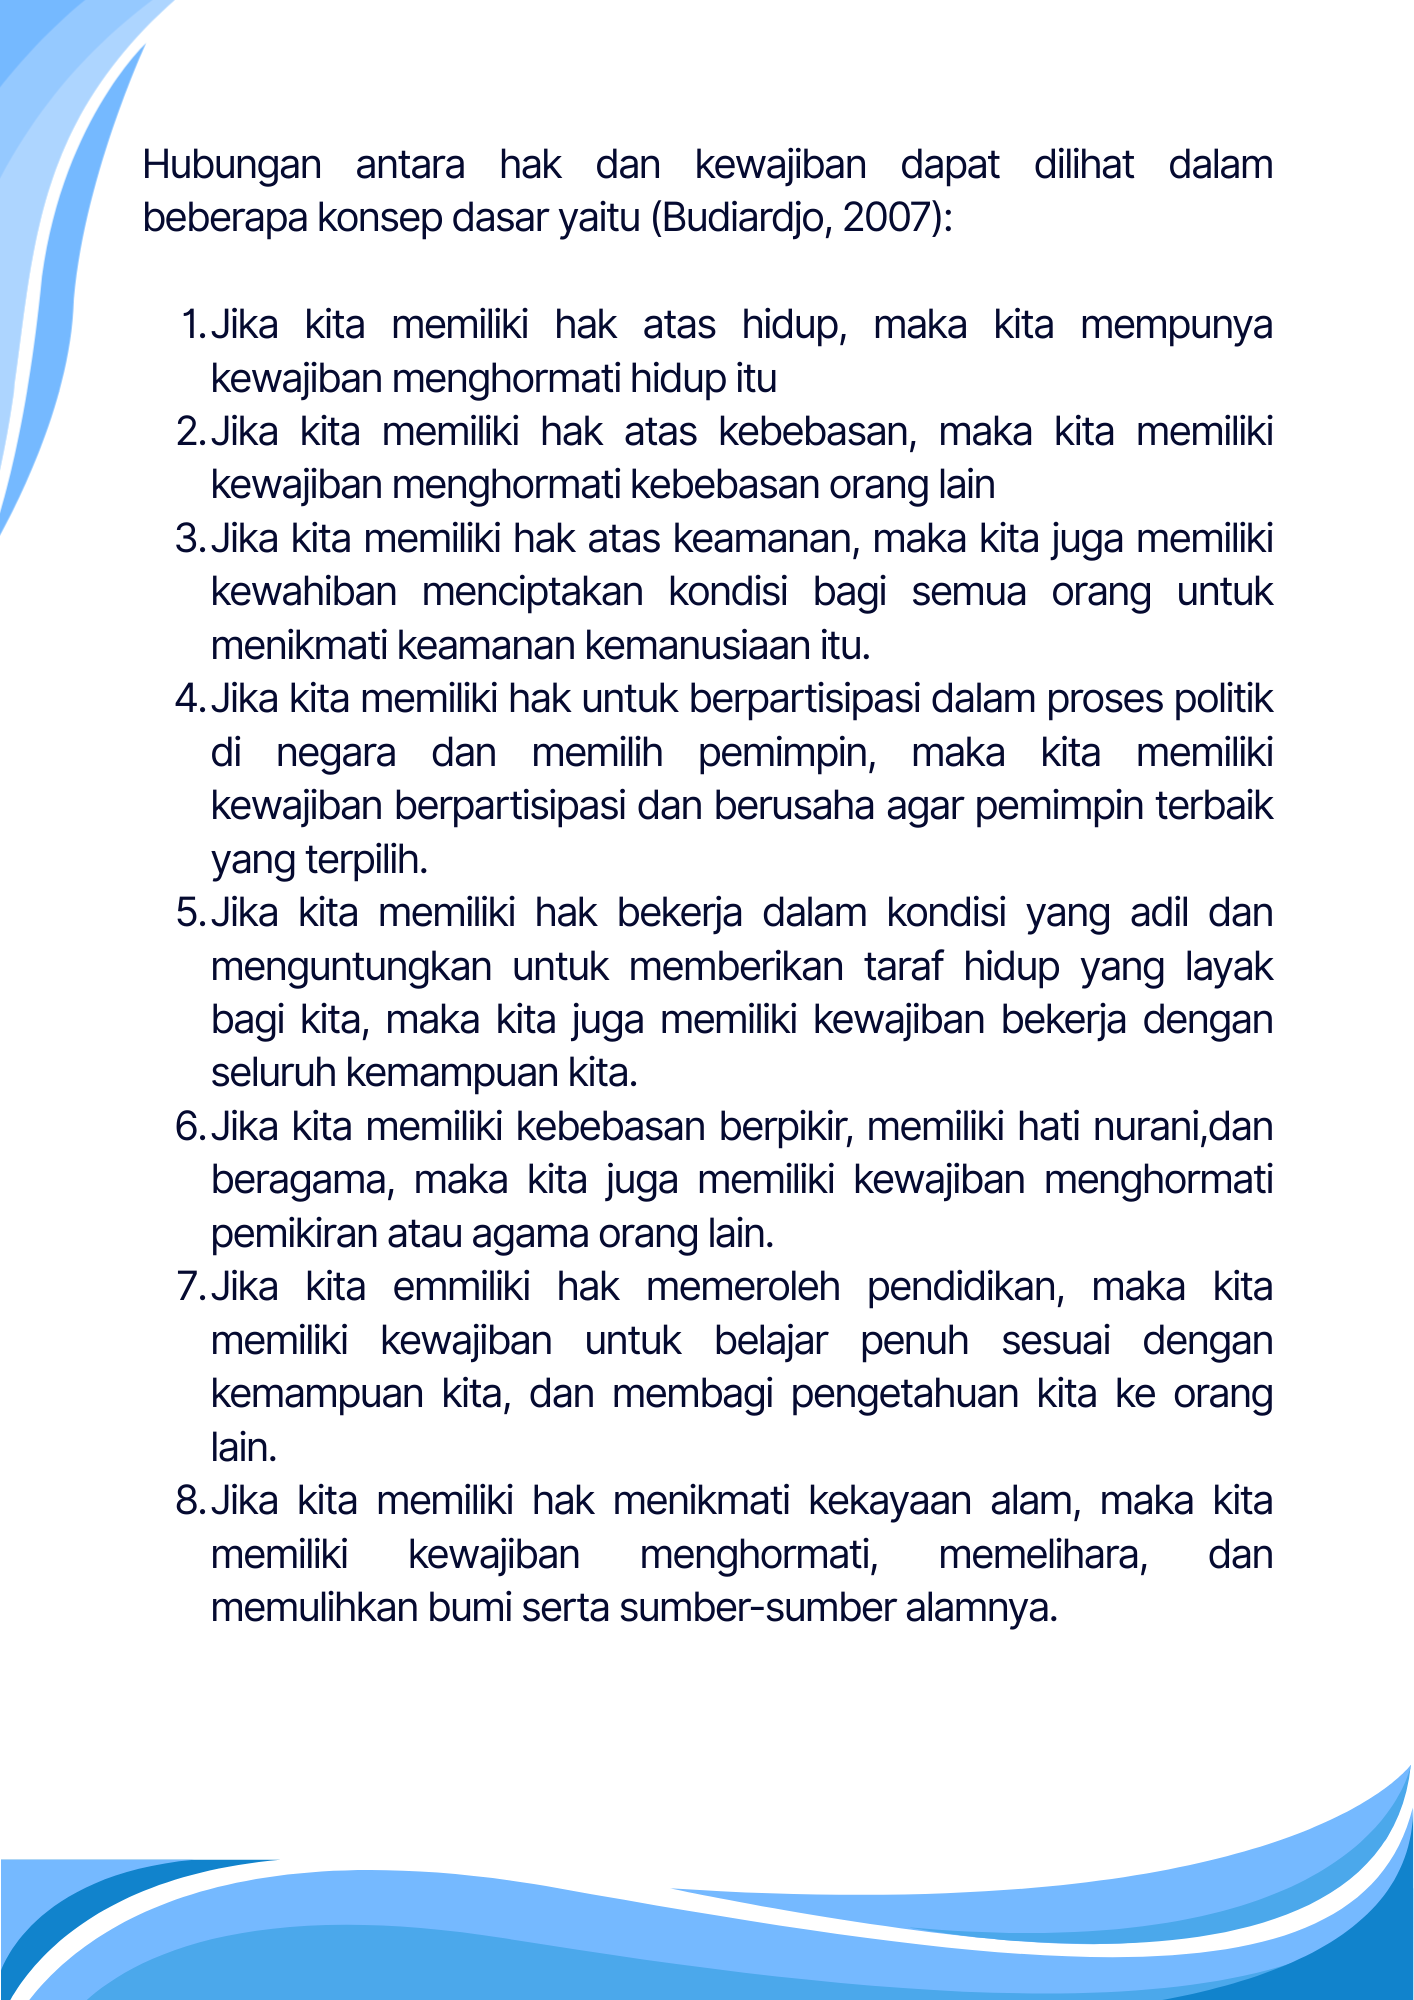 Hubungan antara hak dan kewajiban dapat dilihat dalam
beberapa konsep dasar yaitu (Budiardjo, 2007):
1. Jika kita memiliki hak atas hidup, maka kita mempunya
kewajiban menghormati hidup itu
2. Jika kita memiliki hak atas kebebasan, maka kita memiliki
kewajiban menghormati kebebasan orang lain
3. Jika kita memiliki hak atas keamanan, maka kita juga memiliki
kewahiban menciptakan kondisi bagi semua orang untuk
menikmati keamanan kemanusiaan itu.
4. Jika kita memiliki hak untuk berpartisipasi dalam proses politik
di negara dan memilih pemimpin, maka kita memiliki
kewajiban berpartisipasi dan berusaha agar pemimpin terbaik
yang terpilih.
5. Jika kita memiliki hak bekerja dalam kondisi yang adil dan
menguntungkan untuk memberikan taraf hidup yang layak
bagi kita, maka kita juga memiliki kewajiban bekerja dengan
seluruh kemampuan kita.
6. Jika kita memiliki kebebasan berpikir, memiliki hati nurani,dan
beragama, maka kita juga memiliki kewajiban menghormati
pemikiran atau agama orang lain.
7. Jika kita emmiliki hak memeroleh pendidikan, maka kita
memiliki kewajiban untuk belajar penuh sesuai dengan
kemampuan kita, dan membagi pengetahuan kita ke orang
lain.
8. Jika kita memiliki hak menikmati kekayaan alam, maka kita
memiliki kewajiban menghormati, memelihara, dan
memulihkan bumi serta sumber-sumber alamnya.